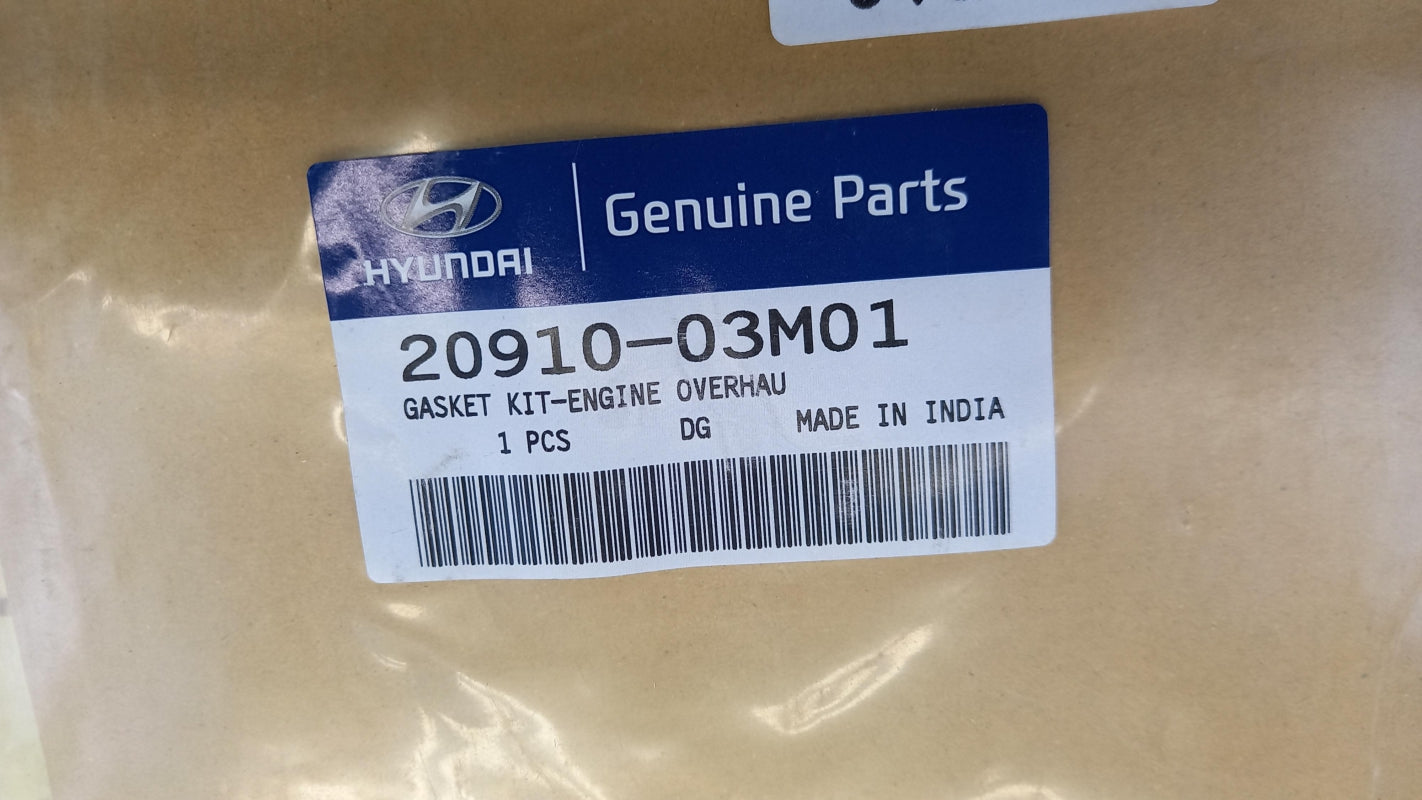 HYUNDAI
Genuine Parts
20910-03M01
GASKET KIT-ENGINE OVERHAU
1 PCS DG MADE IN INDIA